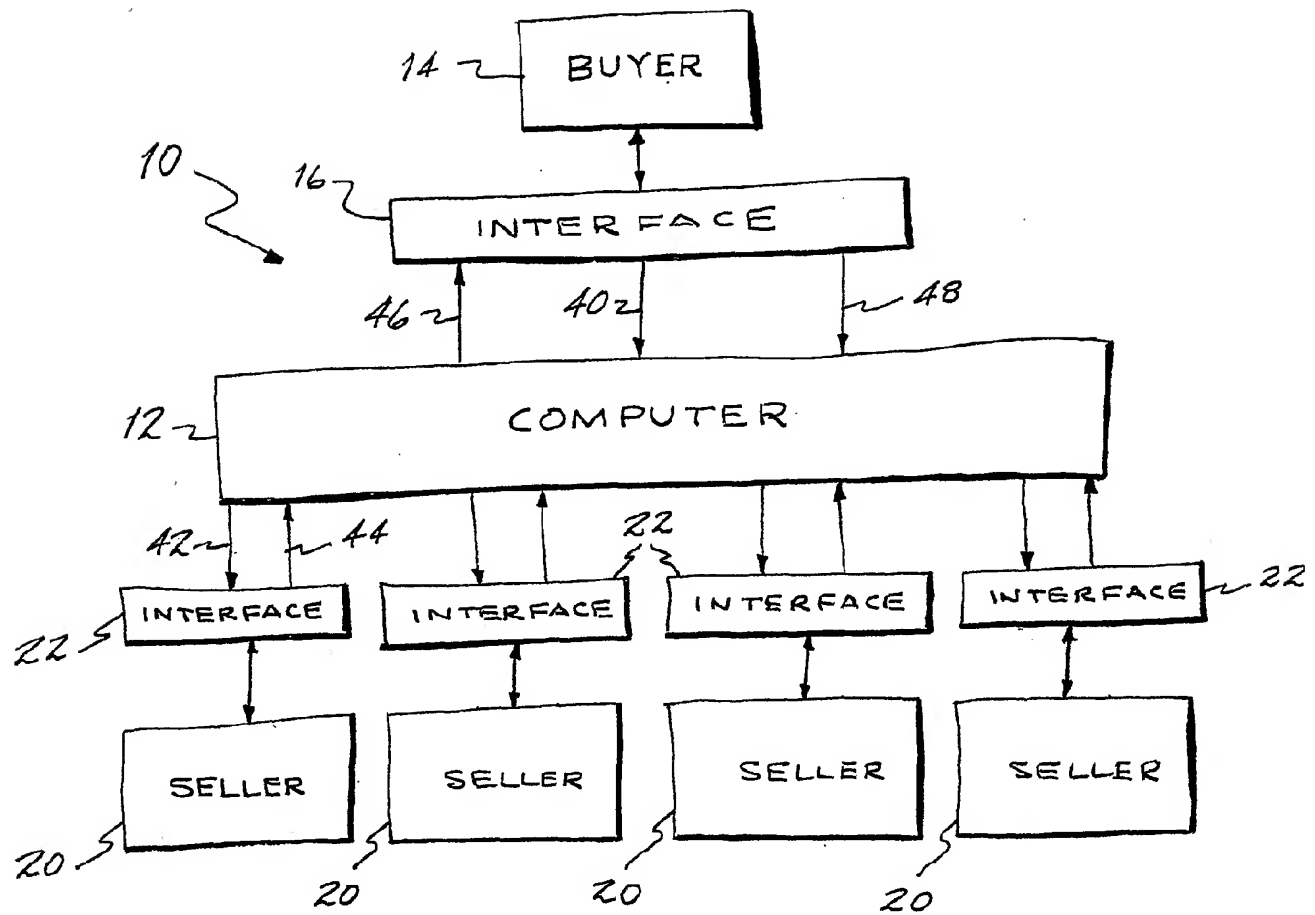 14 BUYER
10
16 INTERFACE
46 40 48
12 COMPUTER
42 44 22
22 INTERFACE INTERFACE INTERFACE INTERFACE 22
SELLER SELLER SELLER SELLER
20 20 20 20